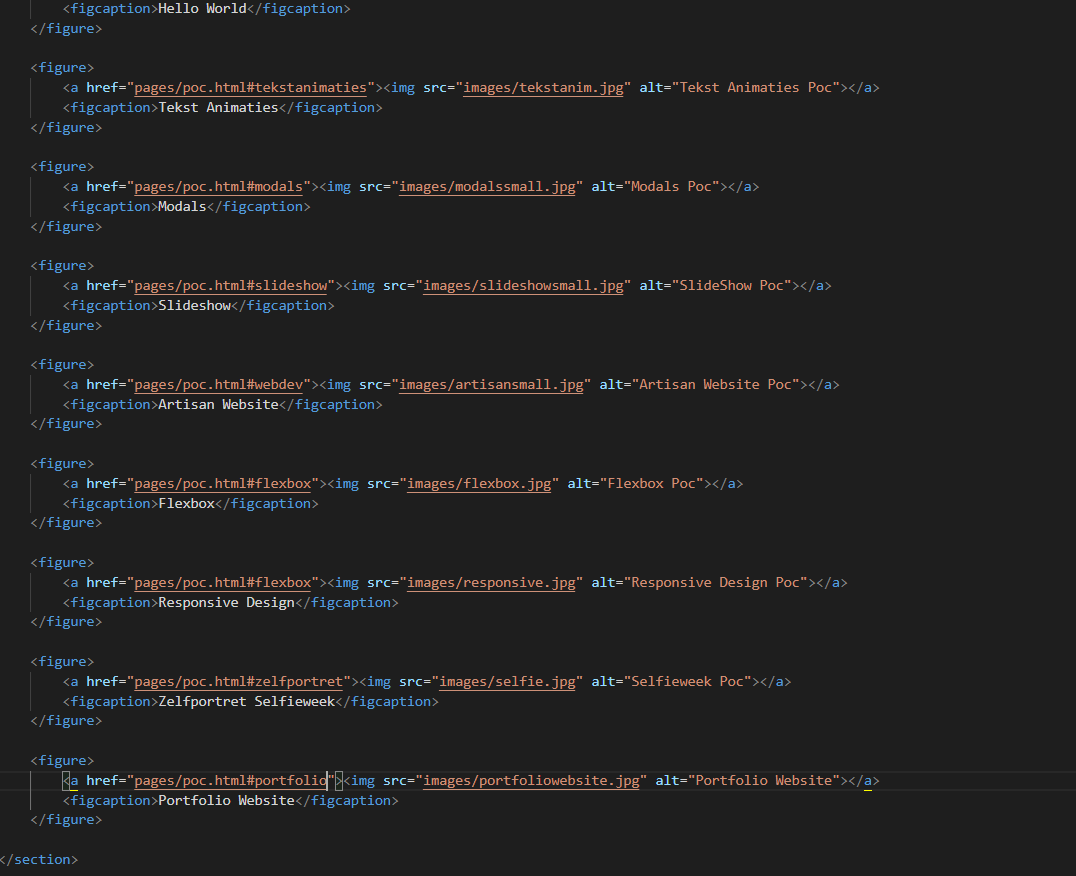 <figcaption>Hello World</figcaption>
</figure>
<figure>
<a href="pages/poc.html#tekstanimaties"><img src="images/tekstanim.jpg" alt="Tekst Animaties Poc"></a>
<figcaption>Tekst Animaties</figcaption>
</figure>
<figure>
<a href="pages/poc.html#modals"><img src="images/modalssmall.jpg" alt="Modals Poc"></a>
<figcaption>Modals</figcaption>
</figure>
<figure>
<a href="pages/poc.html#slideshow"><img src="images/slideshowsmall.jpg" alt="SlideShow Poc"></a>
<figcaption>Slideshow</figcaption>
</figure>
<figure>
<a href="pages/poc.html#webdev"><img src="images/artisansmall.jpg" alt="Artisan Website Poc"></a>
<figcaption>Artisan Website</figcaption>
</figure>
<figure>
<a href="pages/poc.html#flexbox"><img src="images/flexbox.jpg" alt="Flexbox Poc"></a>
<figcaption>Flexbox</figcaption>
</figure>
<figure>
<a href="pages/poc.html#flexbox"><img src="images/responsive.jpg" alt="Responsive Design Poc"></a>
<figcaption>Responsive Design</figcaption>
</figure>
<figure>
<a href="pages/poc.html#zelfportret"><img src="images/selfie.jpg" alt="Selfieweek Poc"></a>
<figcaption>Zelfportret Selfieweek</figcaption>
</figure>
<figure>
<a href="pages/poc.html#portfolio"><img src="images/portfoliowebsite.jpg" alt="Portfolio Website"></a>
<figcaption>Portfolio Website</figcaption>
</figure>
</section>